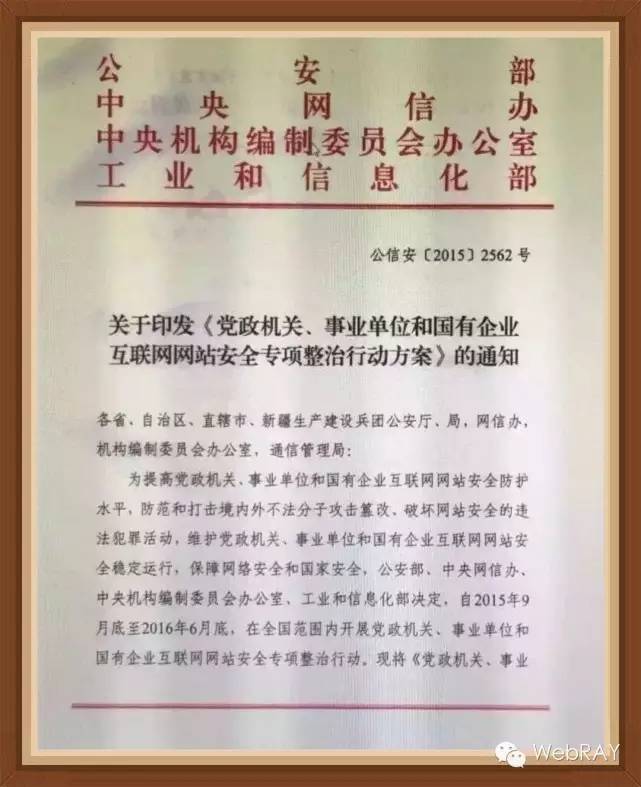 公安部
中央网信办
中央机构编制委员会办公室
工业和信息化部
公信安〔2015〕2562号
关于印发《党政机关、事业单位和国有企业
互联网网站安全专项整治行动方案》的通知
各省、自治区、直辖市、新疆生产建设兵团公安厅、局，网信办，
机构编制委员会办公室，通信管理局：
为提高党政机关、事业单位和国有企业互联网网站安全防护
水平，防范和打击境内外不法分子攻击篡改、破坏网站安全的违
法犯罪活动，维护党政机关、事业单位和国有企业互联网网站安
全稳定运行，保障网络安全和国家安全，公安部、中央网信办、
中央机构编制委员会办公室、工业和信息化部决定，自2015年9
月底至2016年6月底，在全国范围内开展党政机关、事业单位和
国有企业互联网网站安全专项整治行动。现将《党政机关、事业
WebRAY